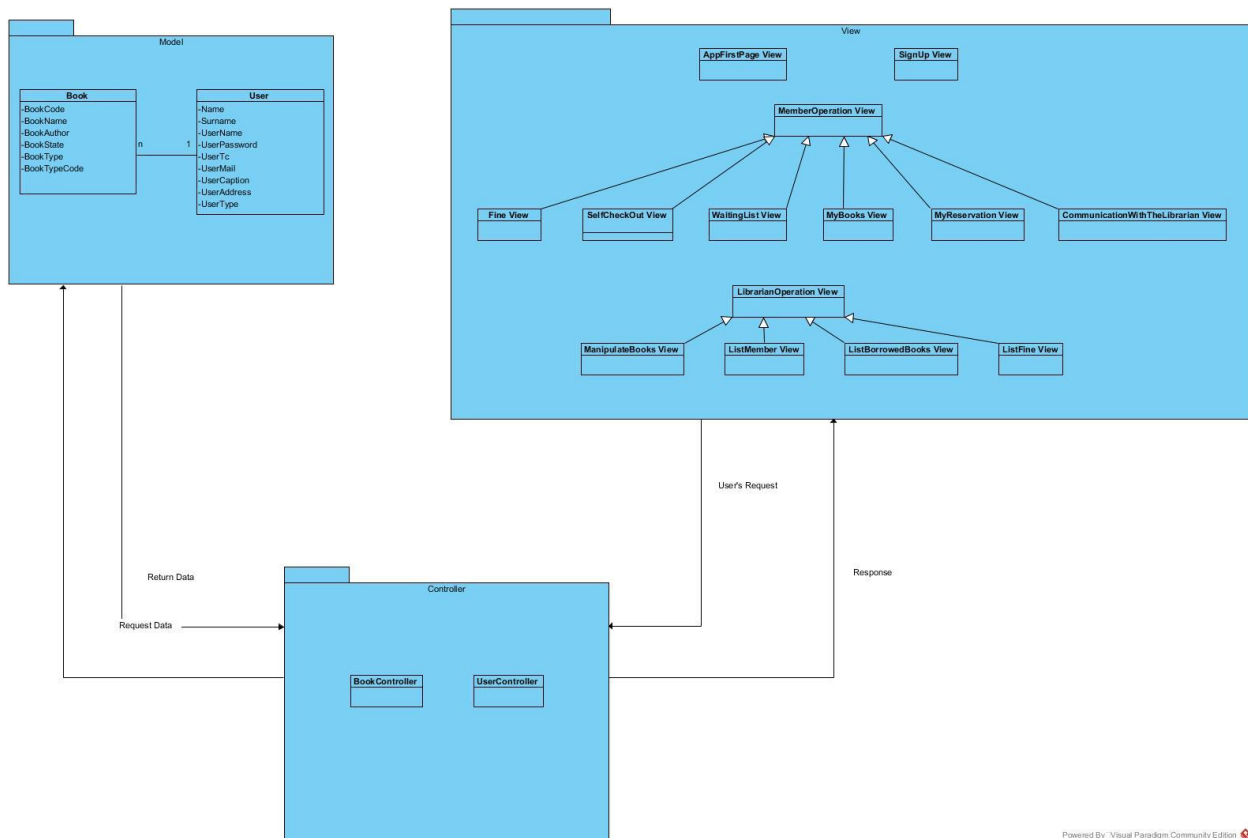 Model
Book
-BookCode
-BookName
-BookAuthor
-BookState
-BookType
-BookTypeCode
n
1
User
-Name
-Surname
-UserName
-UserPassword
-UserTc
-UserMail
-UserCaption
-UserAddress
-UserType
View
AppFirstPage View
SignUp View
MemberOperation View
Fine View
SelfCheckOut View
WaitingList View
MyBooks View
MyReservation View
CommunicationWithTheLibrarian View
LibrarianOperation View
ManipulateBooks View
ListMember View
ListBorrowedBooks View
ListFine View
User's Request
Response
Return Data
Request Data
Controller
BookController
UserController
Powered By Visual Paradigm Community Edition